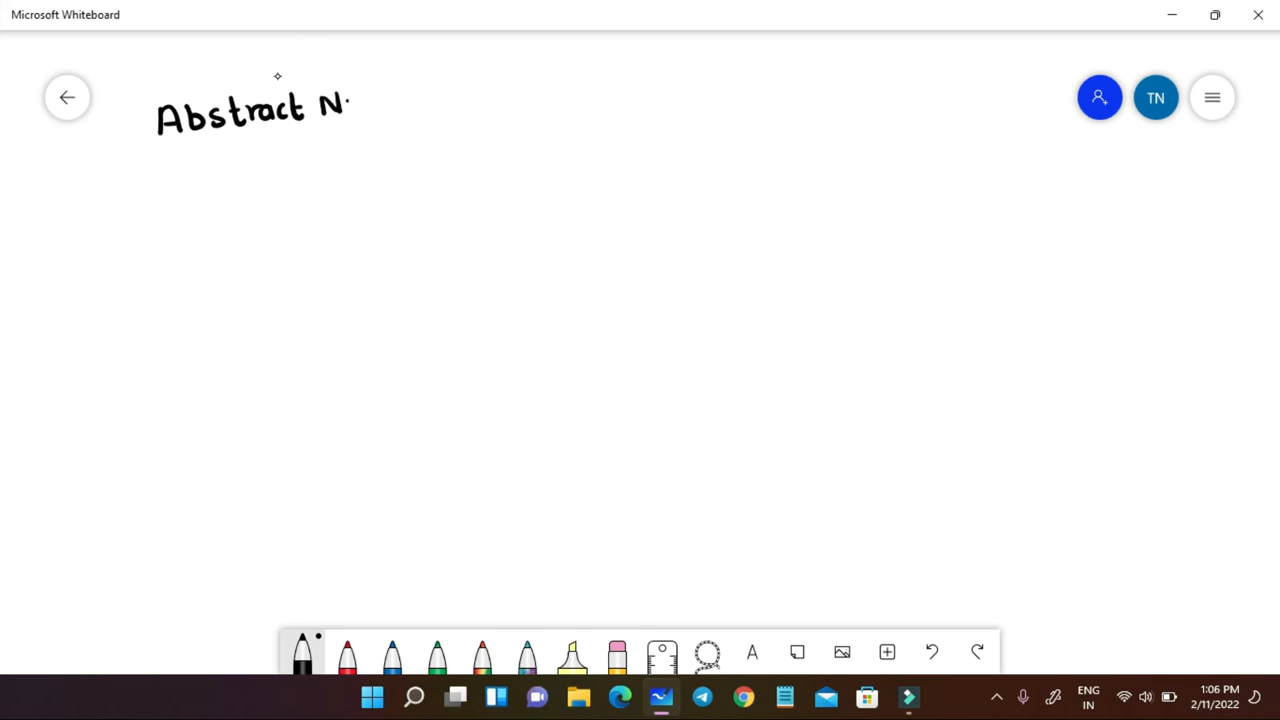 Microsoft Whiteboard
Abstract N.
TN
A
ENG
IN
1:06 PM
2/11/2022